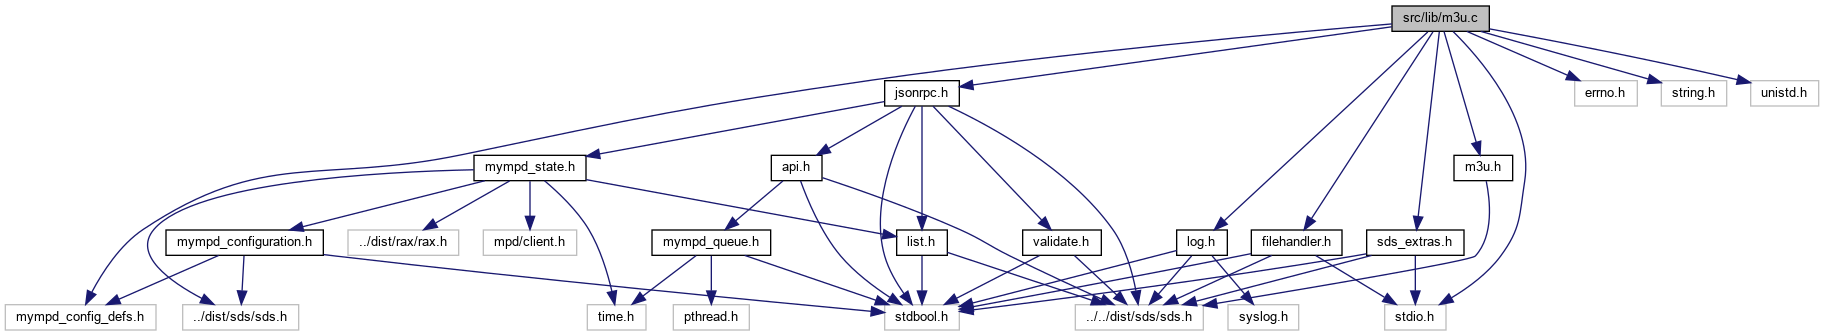 src/lib/m3u.c
jsonrpc.h
errno.h
string.h
unistd.h
mympd_state.h
api.h
m3u.h
mympd_configuration.h
../dist/rax/rax.h
mpd/client.h
mympd_queue.h
list.h
validate.h
log.h
filehandler.h
sds_extras.h
mympd_config_defs.h
../dist/sds/sds.h
time.h
pthread.h
stdbool.h
../../dist/sds/sds.h
syslog.h
stdio.h